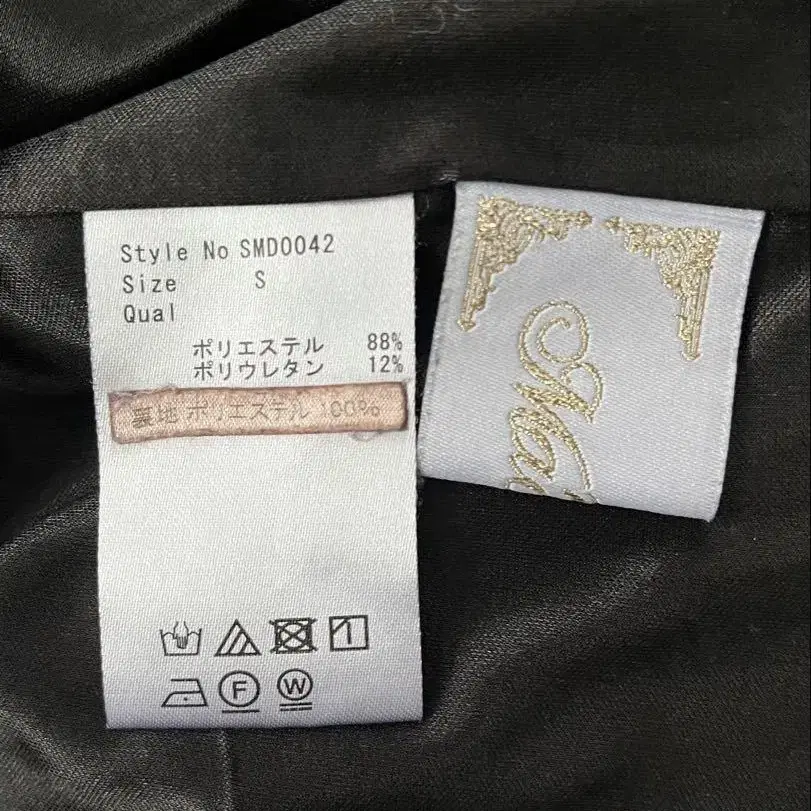 Style No SMD0042
Size S
Qual
ポリエステル 88%
ポリウレタン 12%
裏地 ポリエステル 100%
F
W